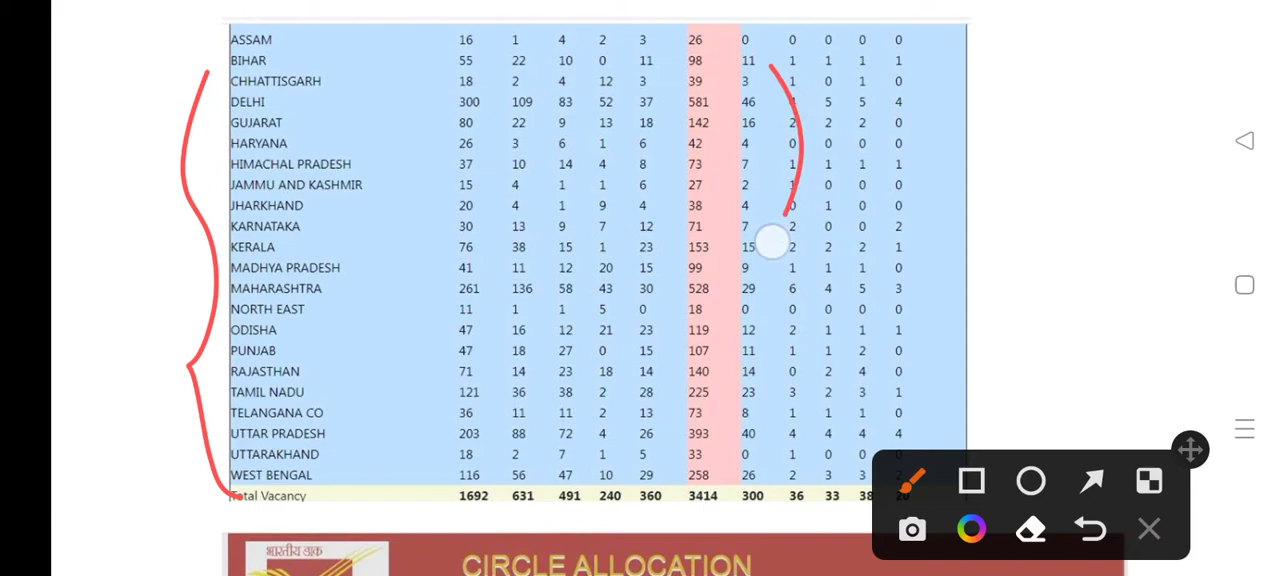 ASSAM 16 1 4 2 3 26 0 0 0 0 0
BIHAR 55 22 10 0 11 98 11 1 1 1 1
CHHATTISGARH 18 2 4 12 3 39 3 1 0 1 0
DELHI 300 109 83 52 37 581 46 4 5 5 4
GUJARAT 80 22 9 13 18 142 16 2 2 2 0
HARYANA 26 3 6 1 6 42 4 0 0 0 0
HIMACHAL PRADESH 37 10 14 4 8 73 7 1 1 1 1
JAMMU AND KASHMIR 15 4 1 1 6 27 2 1 0 0 0
JHARKHAND 20 4 1 9 4 38 4 0 1 0 0
KARNATAKA 30 13 9 7 12 71 7 2 0 0 2
KERALA 76 38 15 1 23 153 15 2 2 2 1
MADHYA PRADESH 41 11 12 20 15 99 9 1 1 1 0
MAHARASHTRA 261 136 58 43 30 528 29 6 4 5 3
NORTH EAST 11 1 1 5 0 18 0 0 0 0 0
ODISHA 47 16 12 21 23 119 12 2 1 1 1
PUNJAB 47 18 27 0 15 107 11 1 1 2 0
RAJASTHAN 71 14 23 18 14 140 14 0 2 4 0
TAMIL NADU 121 36 38 2 28 225 23 3 2 3 1
TELANGANA CO 36 11 11 2 13 73 8 1 1 1 0
UTTAR PRADESH 203 88 72 4 26 393 40 4 4 4 4
UTTARAKHAND 18 2 7 1 5 33 0 1 0 0 0
WEST BENGAL 116 56 47 10 29 258 26 2 3 3
Total Vacancy 1692 631 491 240 360 3414 300 36 33 38
भारतीय डाक
CIRCLE ALLOCATION